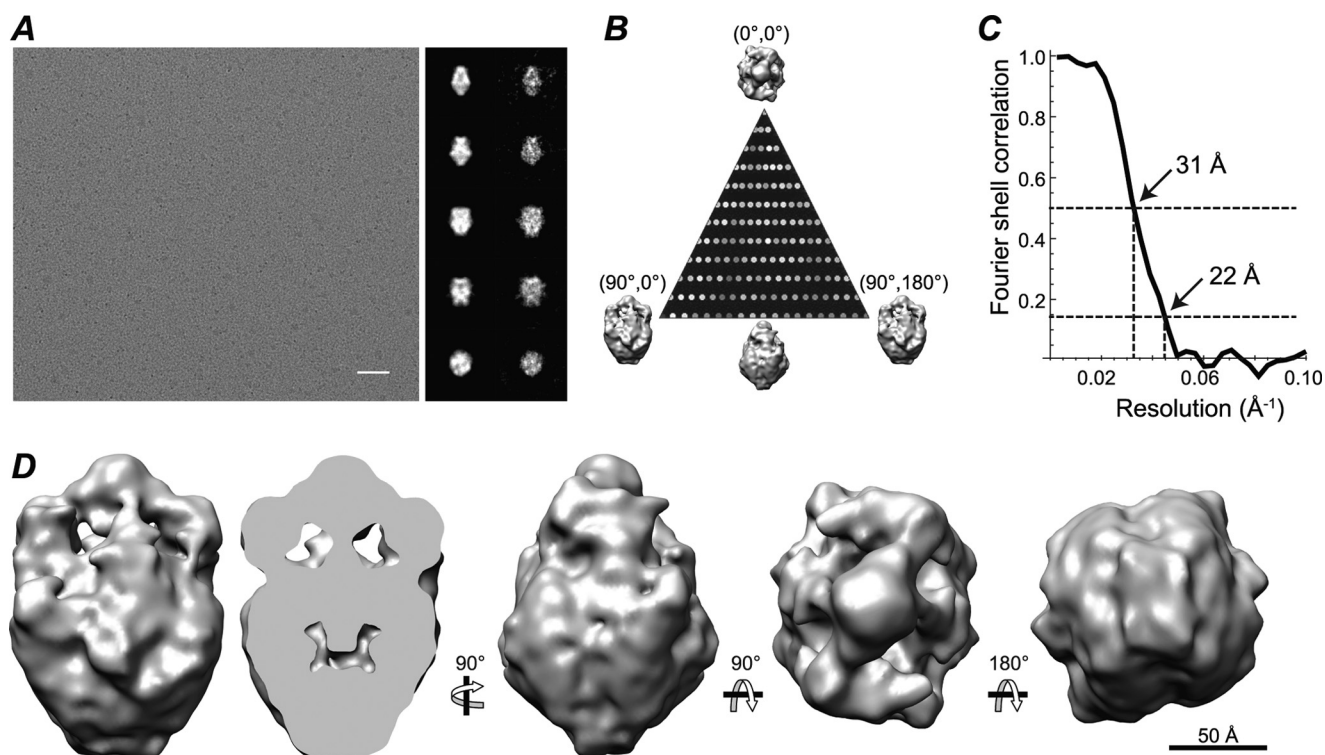 A
B
(0°,0°)
(90°,0°)
(90°,180°)
C
1.0
0.8
0.6
0.4
0.2
31 Å
22 Å
0.02
0.06
0.10
Fourier shell correlation
Resolution (Å⁻¹)
D
90°
90°
180°
50 Å